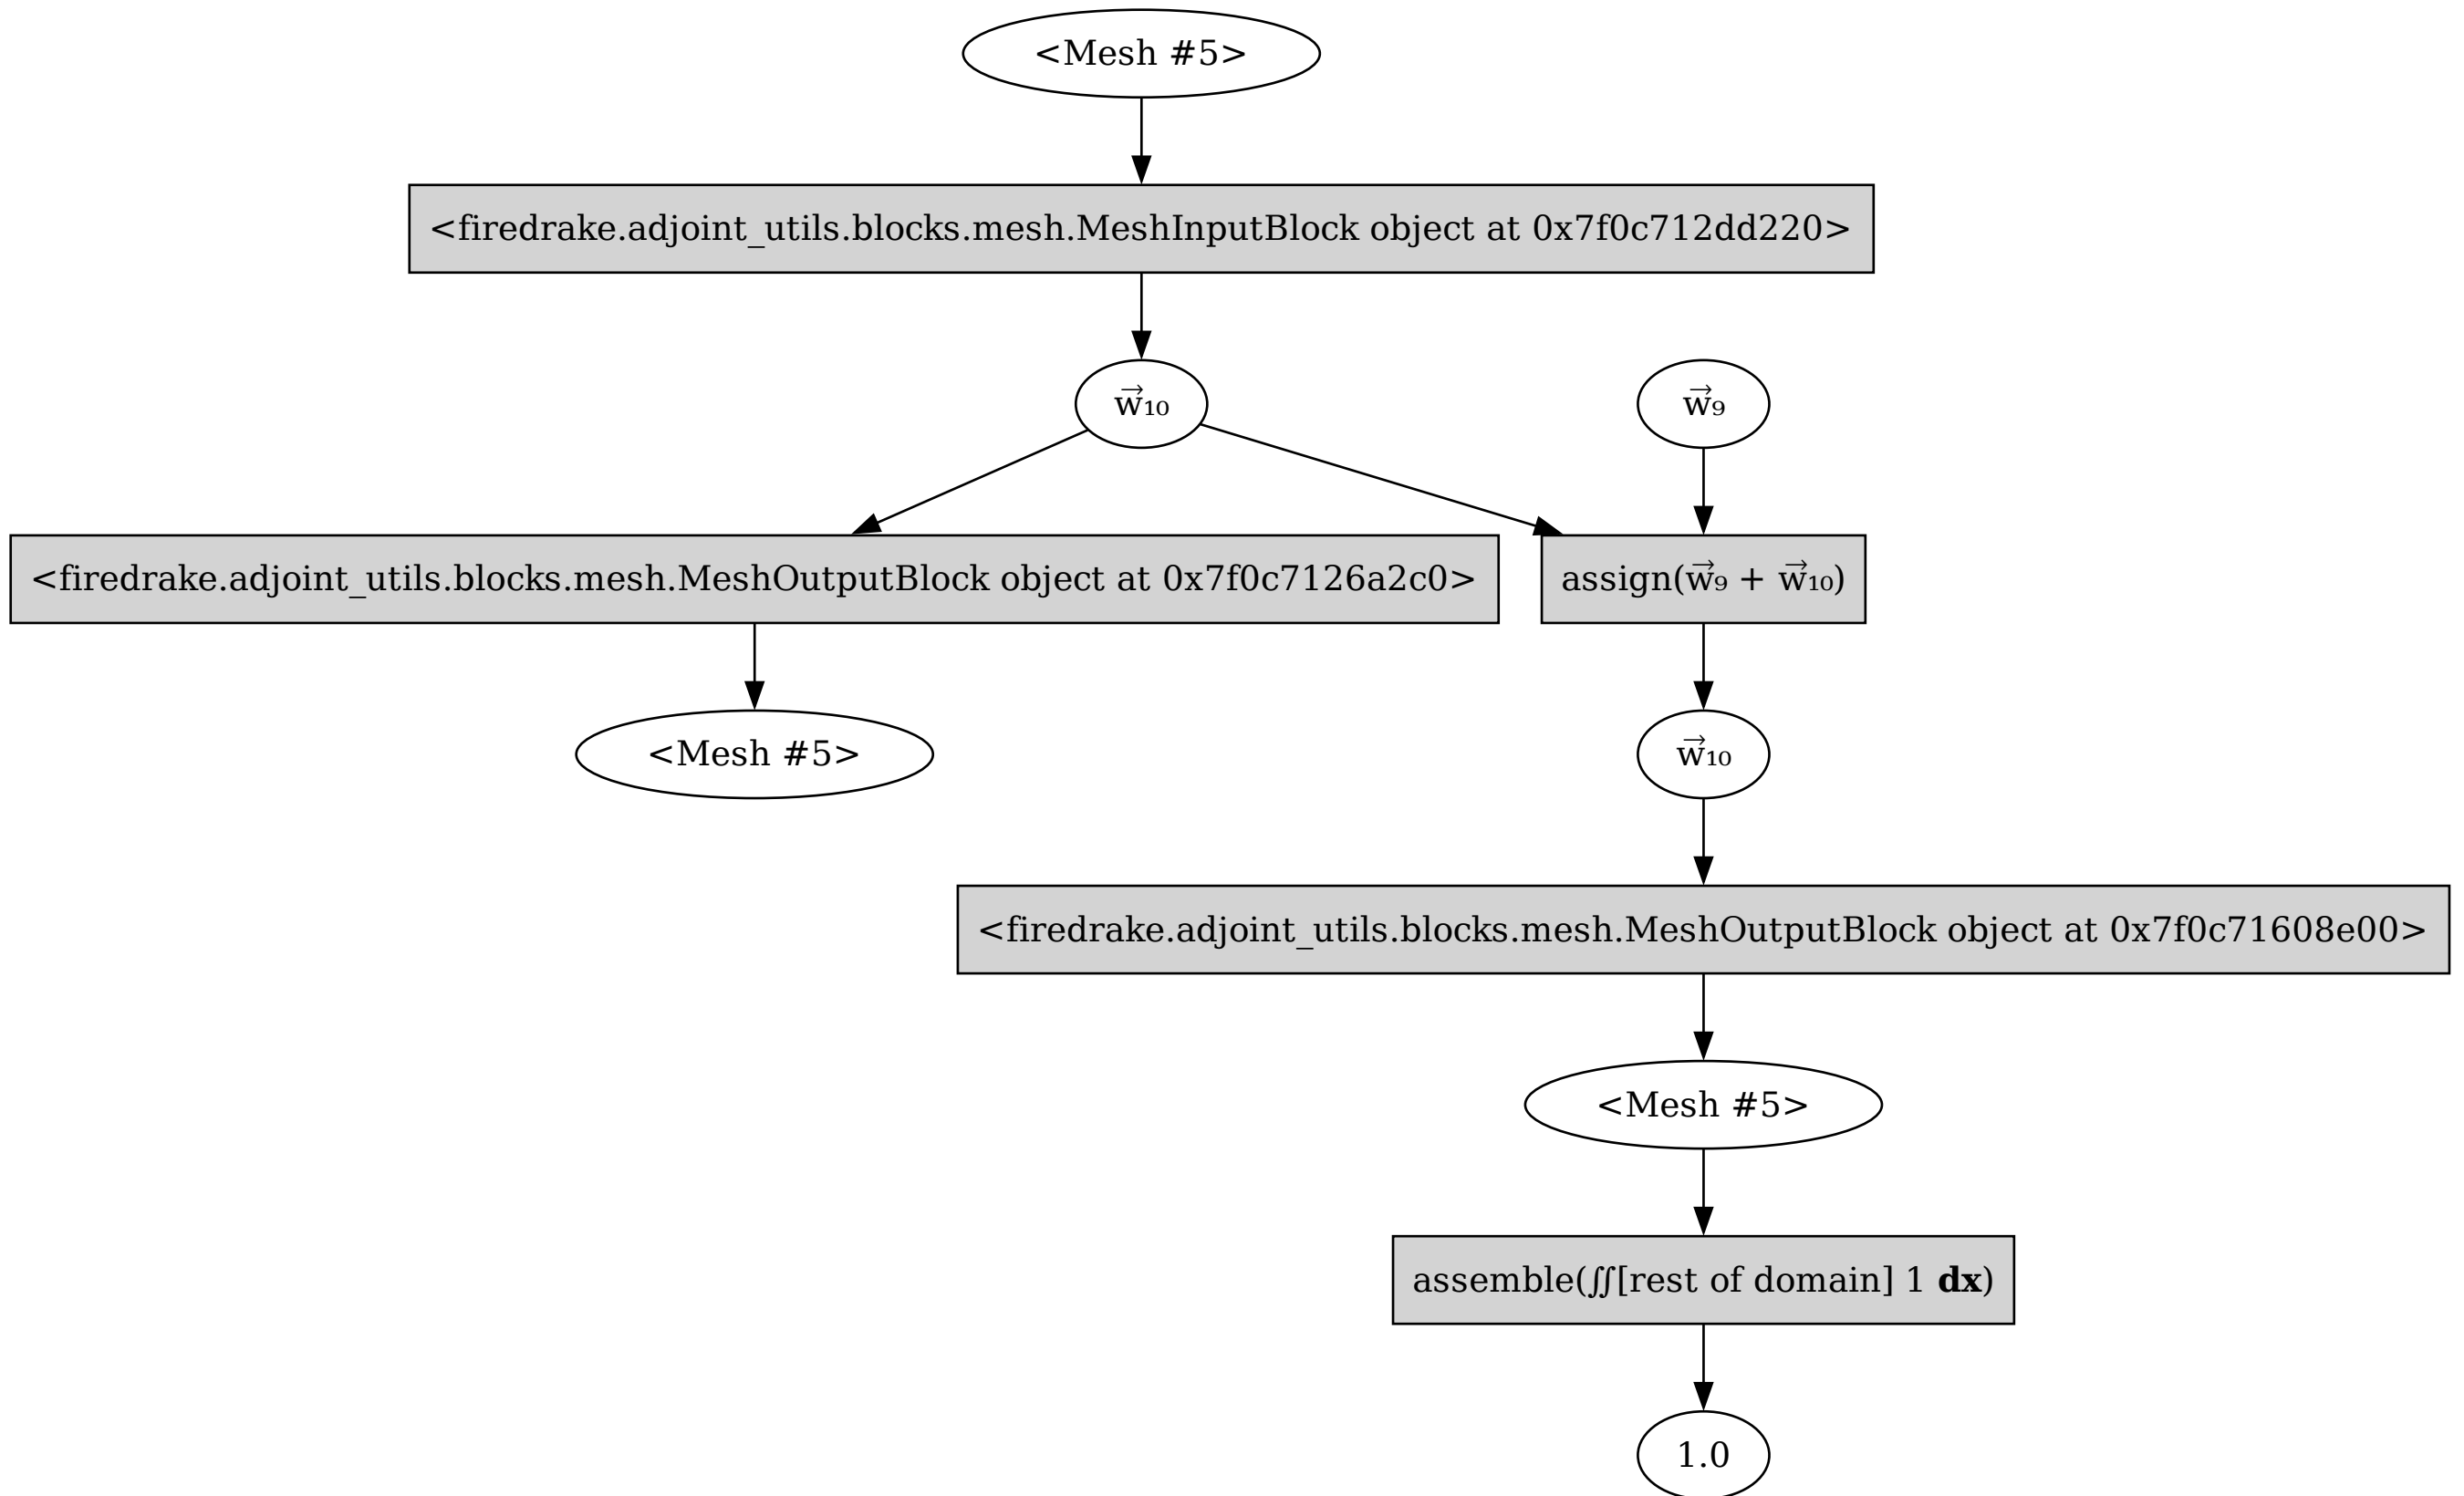 <Mesh #5>
<firedrake.adjoint_utils.blocks.mesh.MeshInputBlock object at 0x7f0c712dd220>
w⃗₁₀
w⃗₉
<firedrake.adjoint_utils.blocks.mesh.MeshOutputBlock object at 0x7f0c7126a2c0>
assign(w⃗₉ + w⃗₁₀)
<Mesh #5>
w⃗₁₀
<firedrake.adjoint_utils.blocks.mesh.MeshOutputBlock object at 0x7f0c71608e00>
<Mesh #5>
assemble(∬[rest of domain] 1 dx)
1.0